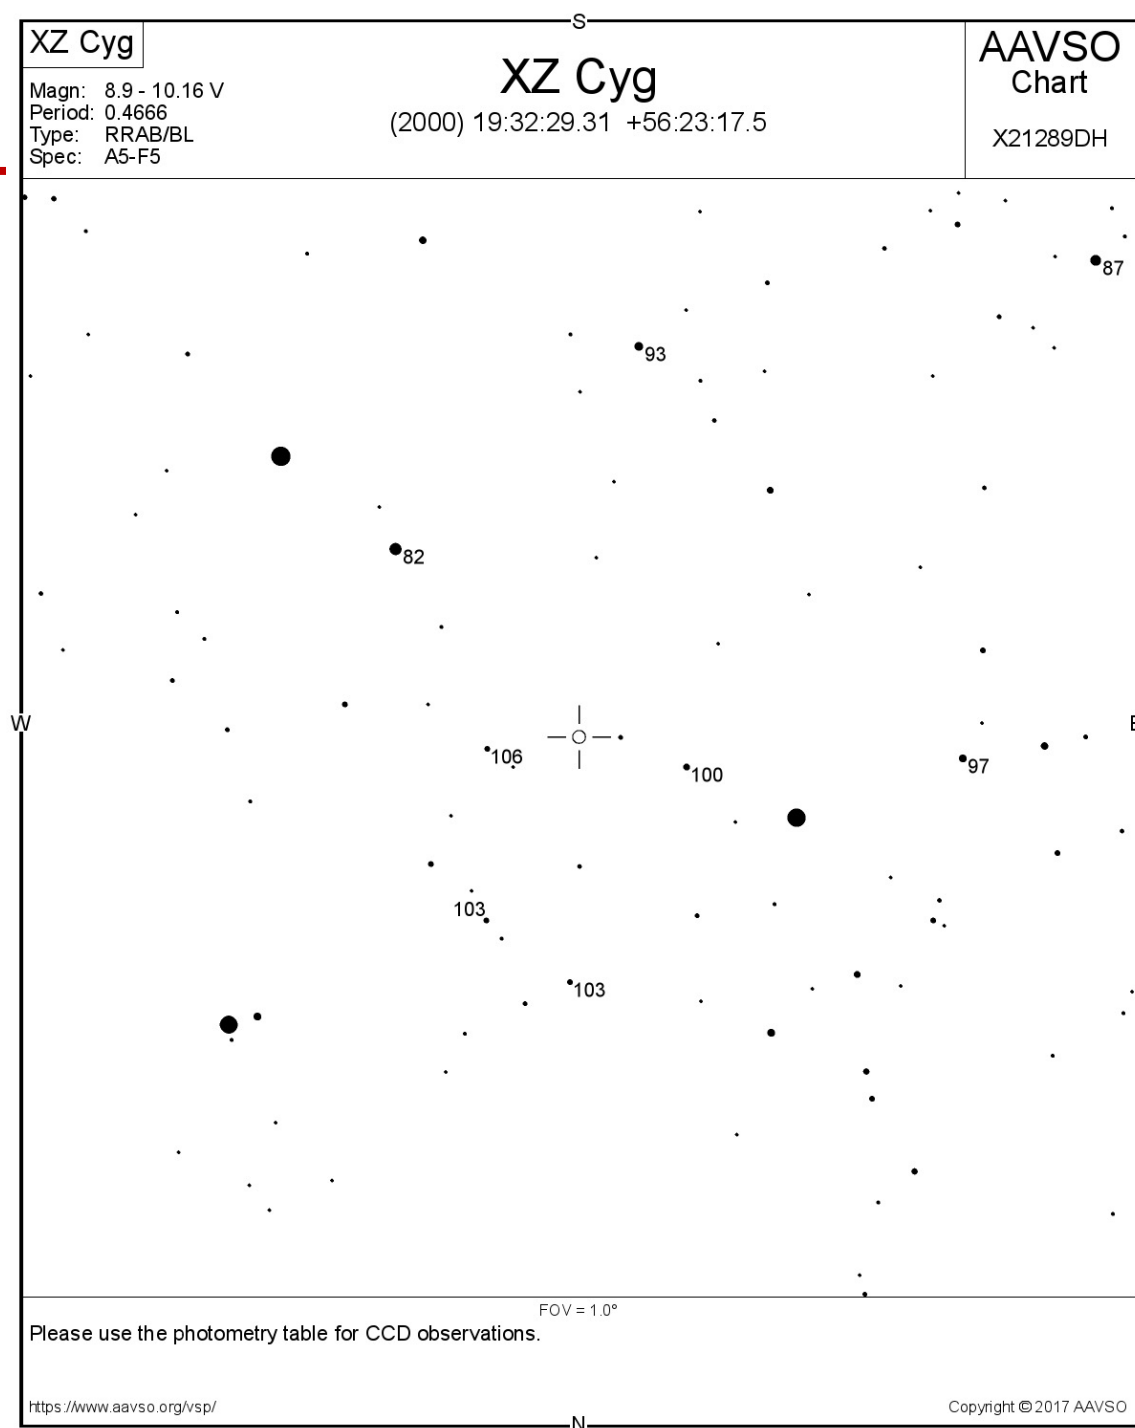 S
XZ Cyg
XZ Cyg
AAVSO
Chart
Magn: 8.9 - 10.16 V
Period: 0.4666
Type: RRAB/BL
Spec: A5-F5
(2000) 19:32:29.31 +56:23:17.5
X21289DH
87
93
82
W
E
106
100
97
103
103
FOV = 1.0°
Please use the photometry table for CCD observations.
https://www.aavso.org/vsp/
Copyright © 2017 AAVSO
N